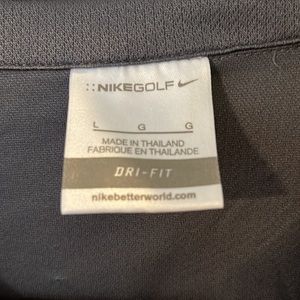 ::NIKEGOLF
L G G
MADE IN THAILAND
FABRIQUE EN THAILANDE
DRI-FIT
nikebetterworld.com